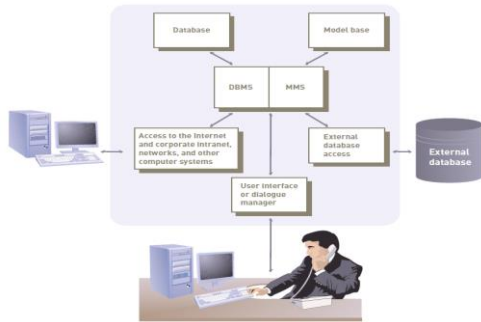 Database
Model base
DBMS
MMS
Access to the Internet
and corporate intranet,
networks, and other
computer systems
External
database
access
External
database
User interface
or dialogue
manager